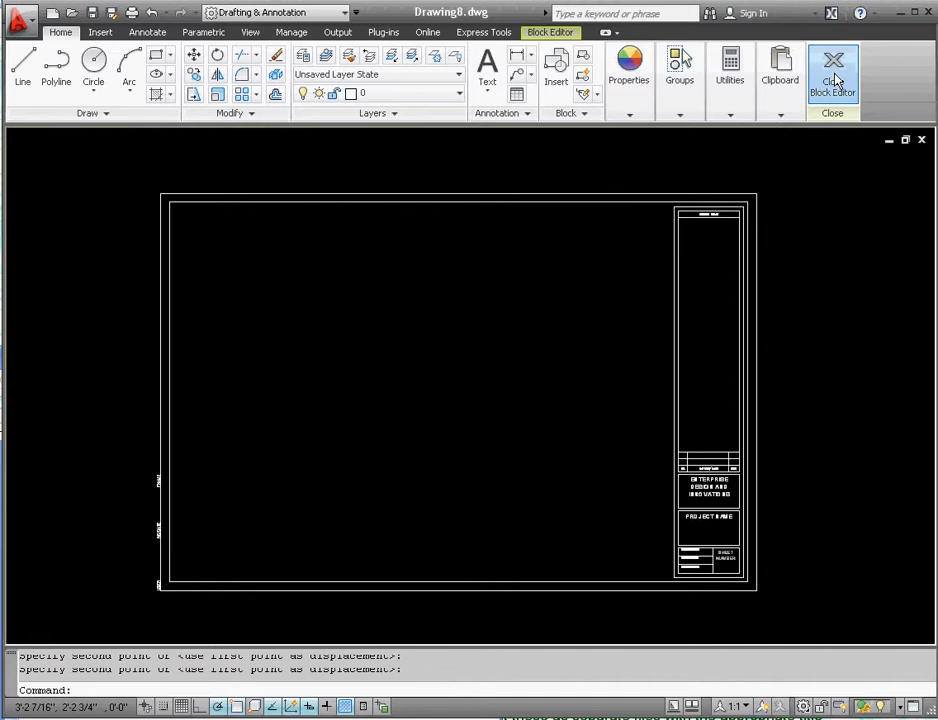 Drafting & Annotation
Drawing8.dwg
Type a keyword or phrase
Sign In
Home Insert Annotate Parametric View Manage Output Plug-ins Online Express Tools Block Editor
Line Polyline Circle Arc
Draw
Modify
Unsaved Layer State
0
Layers
Text
Annotation
Insert
Block
Properties
Groups
Utilities
Clipboard
Close
Block Editor
Close
ENTERPRISE
DESIGN AND
INNOVATIONS
PROJECT NAME
SHEET
NUMBER
Specify second point or <use first point as displacement>:
Specify second point or <use first point as displacement>:
Command:
3'-2 7/16", 2'-2 3/4" , 0'-0"
1:1